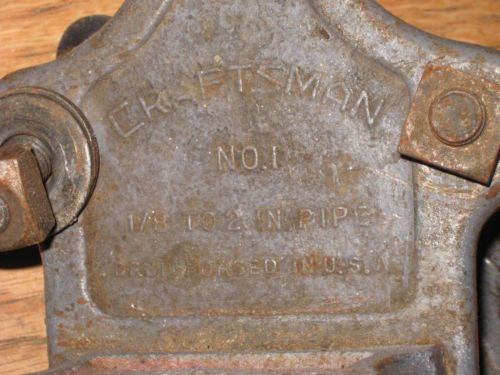 CRAFTSMAN
NO.1
1/8 TO 2 IN. PIPE
DROP FORGED IN U.S.A.